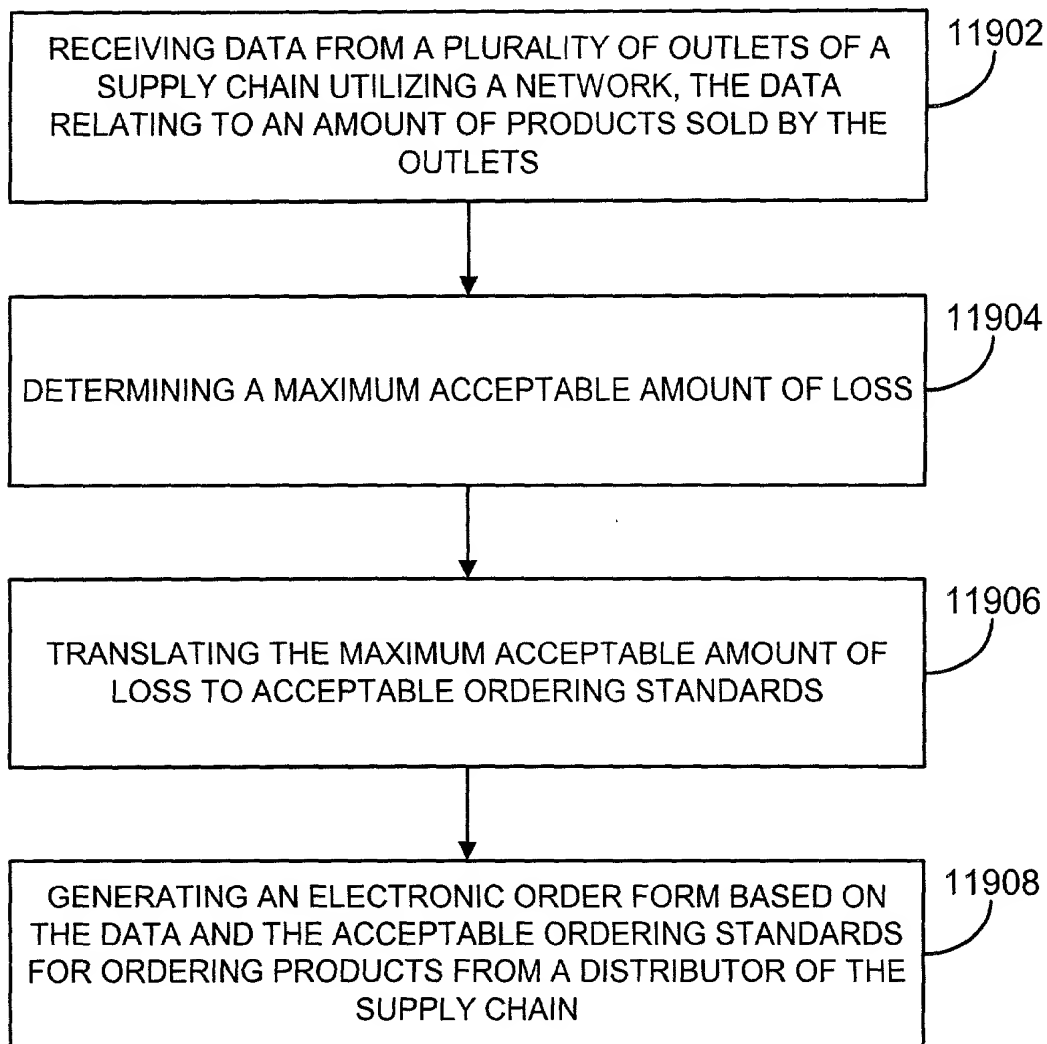 RECEIVING DATA FROM A PLURALITY OF OUTLETS OF A
SUPPLY CHAIN UTILIZING A NETWORK, THE DATA
RELATING TO AN AMOUNT OF PRODUCTS SOLD BY THE
OUTLETS
11902
DETERMINING A MAXIMUM ACCEPTABLE AMOUNT OF LOSS
11904
TRANSLATING THE MAXIMUM ACCEPTABLE AMOUNT OF
LOSS TO ACCEPTABLE ORDERING STANDARDS
11906
GENERATING AN ELECTRONIC ORDER FORM BASED ON
THE DATA AND THE ACCEPTABLE ORDERING STANDARDS
FOR ORDERING PRODUCTS FROM A DISTRIBUTOR OF THE
SUPPLY CHAIN
11908